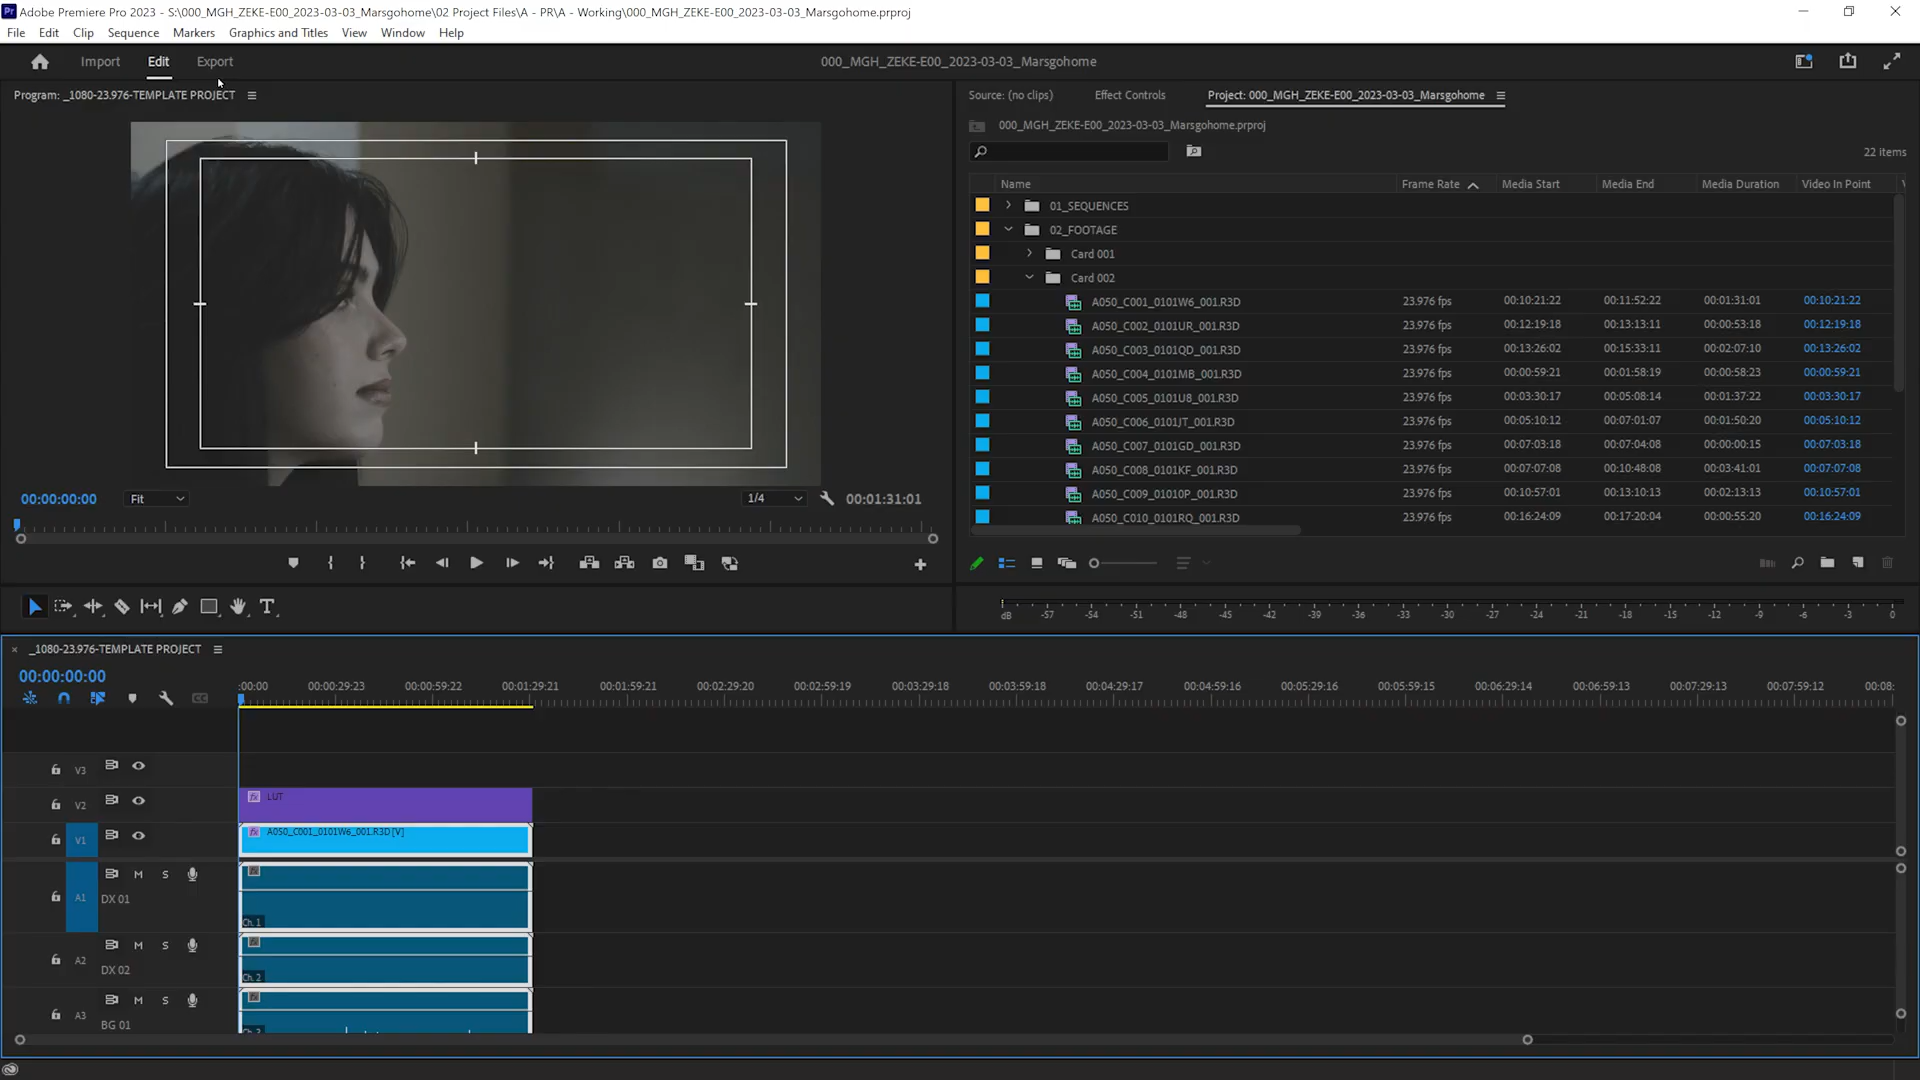 Pr Adobe Premiere Pro 2023 - S:\000_MGH_ZEKE-E00_2023-03-03_Marsgohome\02 Project Files\A - PR\A - Working\000_MGH_ZEKE-E00_2023-03-03_Marsgohome.prproj
File Edit Clip Sequence Markers Graphics and Titles View Window Help
Import Edit Export 000_MGH_ZEKE-E00_2023-03-03_Marsgohome
Program: _1080-23.976-TEMPLATE PROJECT
Source: (no clips) Effect Controls Project: 000_MGH_ZEKE-E00_2023-03-03_Marsgohome
000_MGH_ZEKE-E00_2023-03-03_Marsgohome.prproj
22 items
Name Frame Rate Media Start Media End Media Duration Video In Point
01_SEQUENCES
02_FOOTAGE
Card 001
Card 002
A050_C001_0101W6_001.R3D 23.976 fps 00:10:21:22 00:11:52:22 00:01:31:01 00:10:21:22
A050_C002_0101UR_001.R3D 23.976 fps 00:12:19:18 00:13:13:11 00:00:53:18 00:12:19:18
A050_C003_0101QD_001.R3D 23.976 fps 00:13:26:02 00:15:33:11 00:02:07:10 00:13:26:02
A050_C004_0101MB_001.R3D 23.976 fps 00:00:59:21 00:01:58:19 00:00:58:23 00:00:59:21
A050_C005_0101U8_001.R3D 23.976 fps 00:03:30:17 00:05:08:14 00:01:37:22 00:03:30:17
A050_C006_0101JT_001.R3D 23.976 fps 00:05:10:12 00:07:01:07 00:01:50:20 00:05:10:12
A050_C007_0101GD_001.R3D 23.976 fps 00:07:03:18 00:07:04:08 00:00:00:15 00:07:03:18
A050_C008_0101KF_001.R3D 23.976 fps 00:07:07:08 00:10:48:08 00:03:41:01 00:07:07:08
A050_C009_01010P_001.R3D 23.976 fps 00:10:57:01 00:13:10:13 00:02:13:13 00:10:57:01
A050_C010_0101RQ_001.R3D 23.976 fps 00:16:24:09 00:17:20:04 00:00:55:20 00:16:24:09
00:00:00:00 Fit 1/4 00:01:31:01
dB -57 -54 -51 -48 -45 -42 -39 -36 -33 -30 -27 -24 -21 -18 -15 -12 -9 -6 -3 0
_1080-23.976-TEMPLATE PROJECT
00:00:00:00
:00:00 00:00:29:23 00:00:59:22 00:01:29:21 00:01:59:21 00:02:29:20 00:02:59:19 00:03:29:18 00:03:59:18 00:04:29:17 00:04:59:16 00:05:29:16 00:05:59:15 00:06:29:14 00:06:59:13 00:07:29:13 00:07:59:12 00:08:
CC
V3
V2 fx LUT
V1 fx A050_C001_0101W6_001.R3D [V]
M S
A1 DX 01
Ch. 1
M S
A2
DX 02 Ch. 2
M S
A3
BG 01 Ch. 3